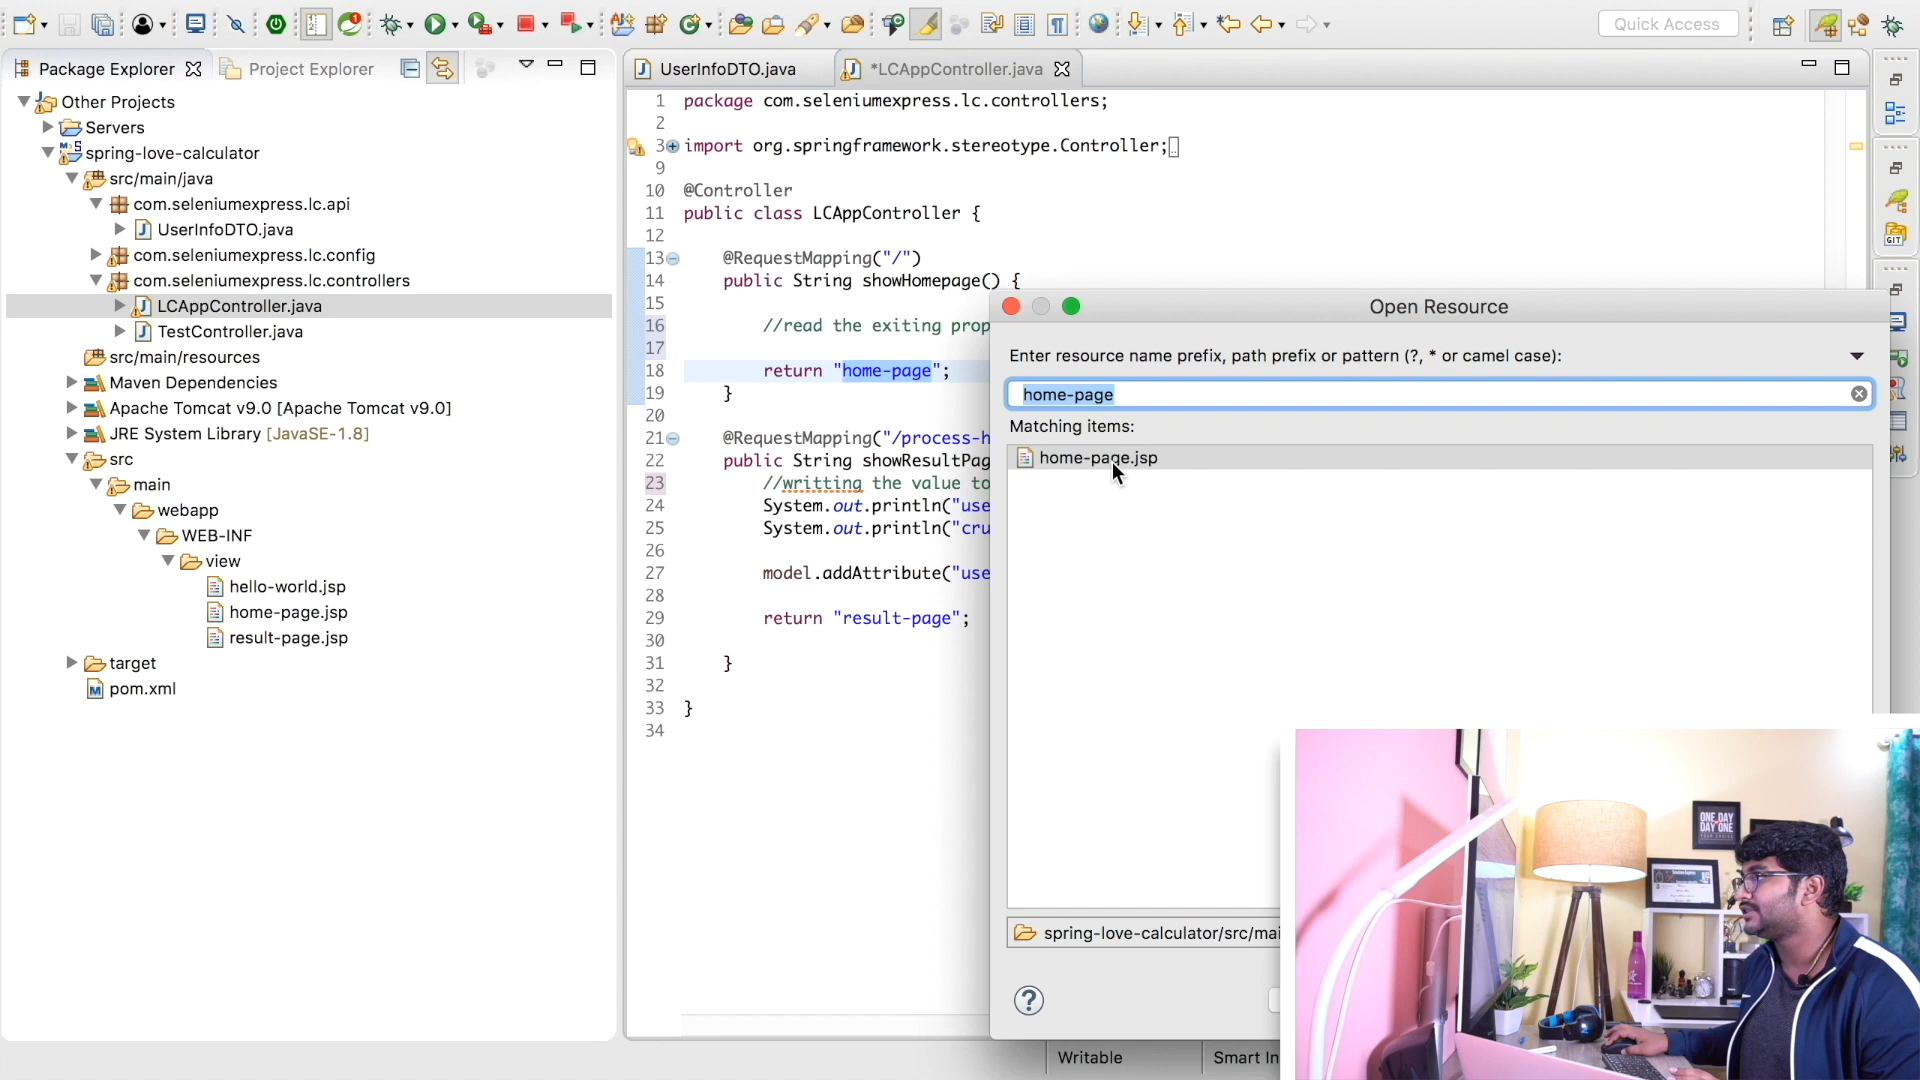 Quick Access
Package Explorer
Project Explorer
Other Projects
Servers
spring-love-calculator
src/main/java
com.seleniumexpress.lc.api
UserInfoDTO.java
com.seleniumexpress.lc.config
com.seleniumexpress.lc.controllers
LCAppController.java
TestController.java
src/main/resources
Maven Dependencies
Apache Tomcat v9.0 [Apache Tomcat v9.0]
JRE System Library [JavaSE-1.8]
src
main
webapp
WEB-INF
view
hello-world.jsp
home-page.jsp
result-page.jsp
target
pom.xml
UserInfoDTO.java
*LCAppController.java
1 package com.seleniumexpress.lc.controllers;
2
3 import org.springframework.stereotype.Controller;
9
10 @Controller
11 public class LCAppController {
12
13 @RequestMapping("/")
14 public String showHomepage() {
15
16 //read the exiting prop
17
18 return "home-page";
19 }
20
21 @RequestMapping("/process-h
22 public String showResultPag
23 //writting the value to
24 System.out.println("use
25 System.out.println("cru
26
27 model.addAttribute("use
28
29 return "result-page";
30
31 }
32
33 }
34
Open Resource
Enter resource name prefix, path prefix or pattern (?, * or camel case):
home-page
Matching items:
home-page.jsp
spring-love-calculator/src/mai
?
Writable
Smart In
GIT
ONE DAY
DAY ONE